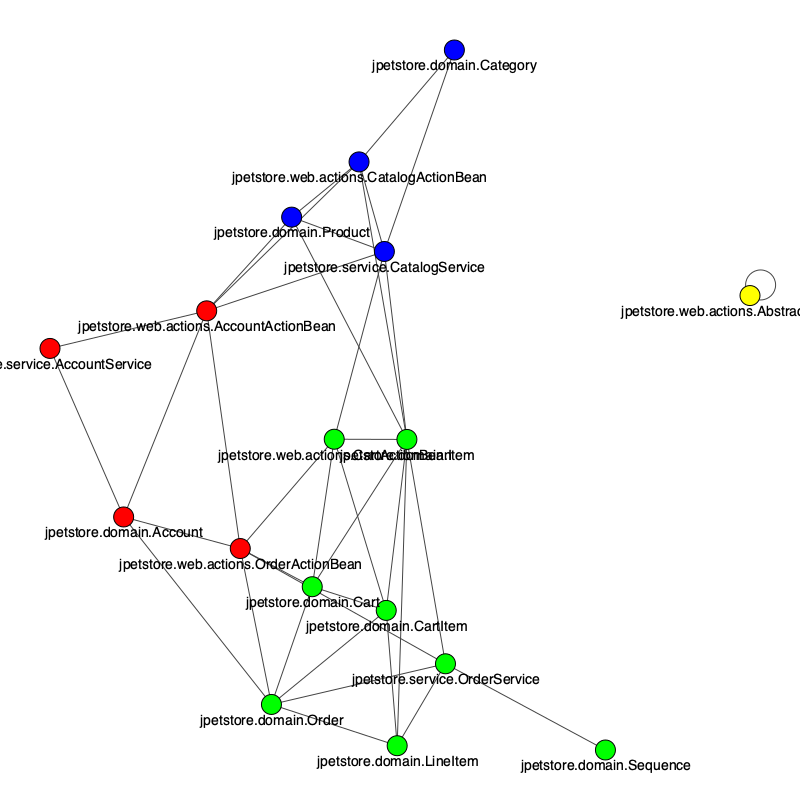 jpetstore.domain.Category
jpetstore.web.actions.CatalogActionBean
jpetstore.domain.Product
jpetstore.service.CatalogService
jpetstore.web.actions.Abstrac
jpetstore.web.actions.AccountActionBean
e.service.AccountService
jpetstore.web.actions.CartActionBean
jpetstore.domain.Item
jpetstore.domain.Account
jpetstore.web.actions.OrderActionBean
jpetstore.domain.Cart
jpetstore.domain.CartItem
jpetstore.service.OrderService
jpetstore.domain.Order
jpetstore.domain.LineItem
jpetstore.domain.Sequence